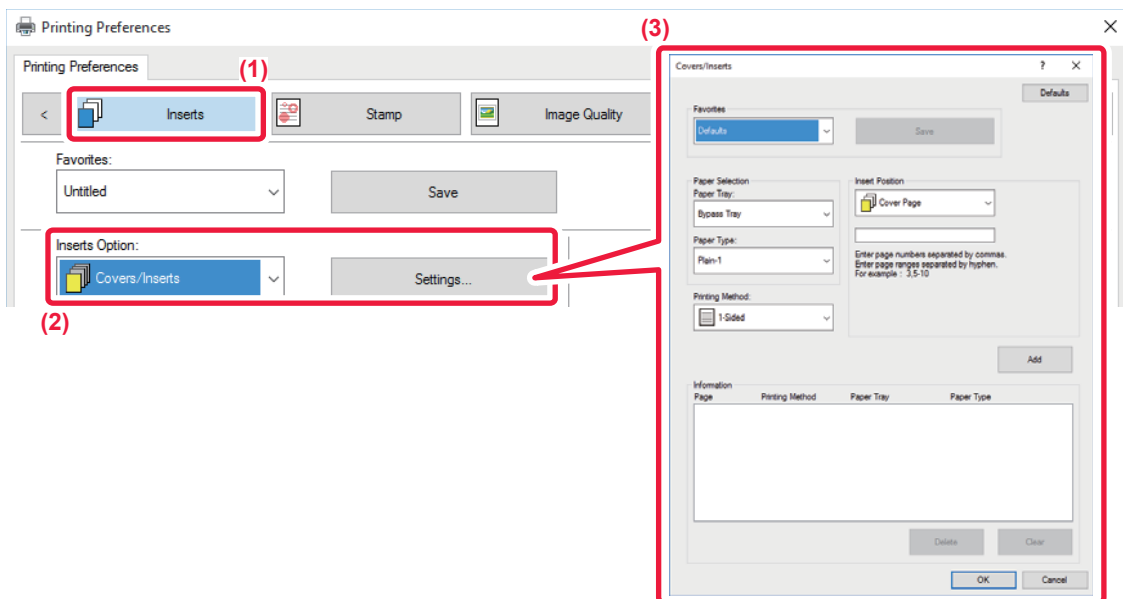 Printing Preferences
(3)
Printing Preferences
(1)
<
Inserts
Stamp
Image Quality
Favorites:
Untitled
Save
Inserts Option:
Covers/Inserts
Settings...
(2)
Covers/Inserts
?
Defaults
Favorites
Defaults
Save
Paper Selection
Paper Tray:
Bypass Tray
Paper Type:
Plain-1
Printing Method:
1-Sided
Insert Position
Cover Page
Enter page numbers separated by commas.
Enter page ranges separated by hyphen.
For example : 3,5-10
Add
Information
Page Printing Method Paper Tray Paper Type
Delete
Clear
OK
Cancel